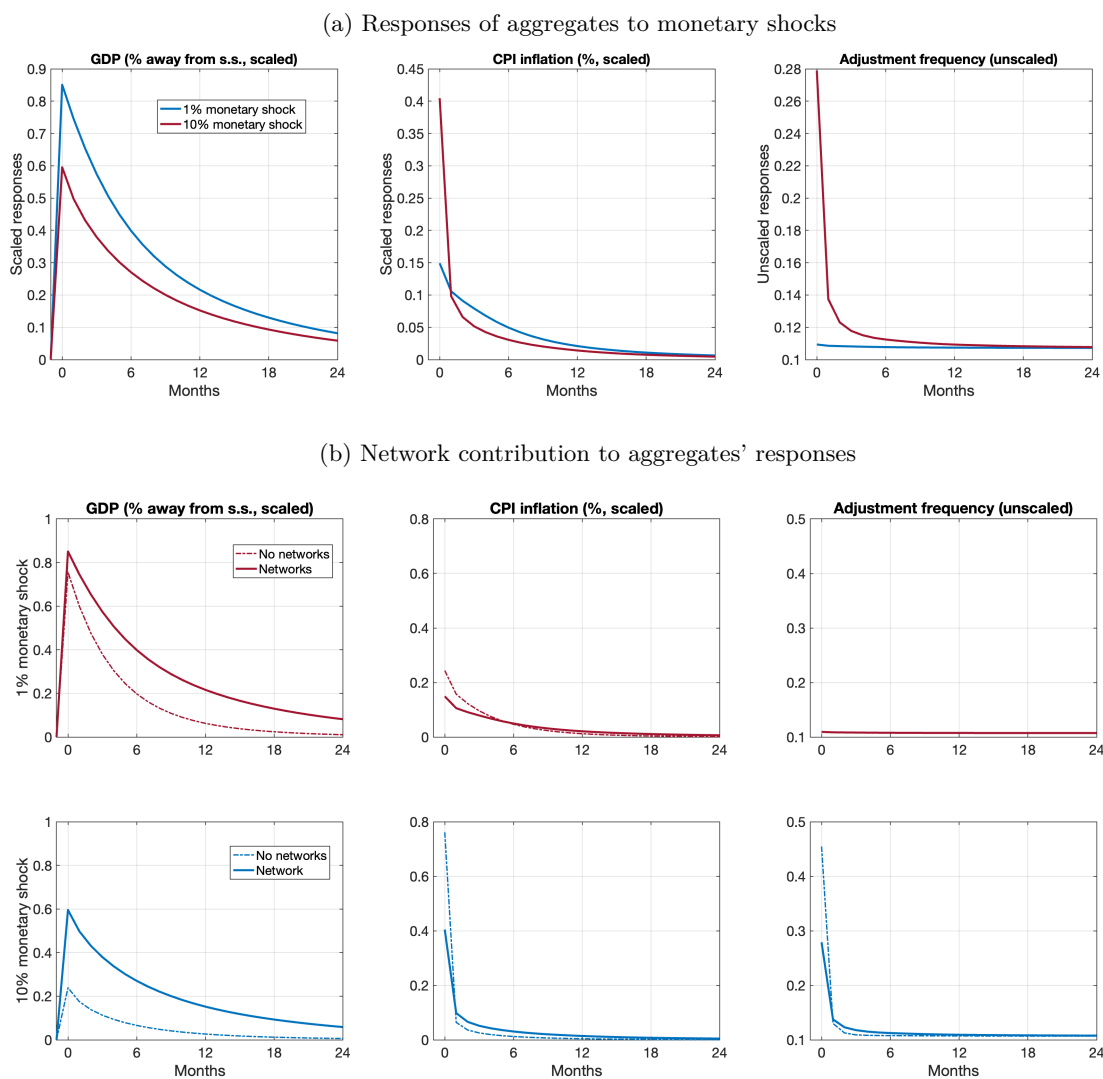 (a) Responses of aggregates to monetary shocks
GDP (% away from s.s., scaled)
Scaled responses
0.9
0.8
0.7
0.6
0.5
0.4
0.3
0.2
0.1
0
1% monetary shock
10% monetary shock
0 6 12 18 24
Months
CPI inflation (%, scaled)
Scaled responses
0.45
0.4
0.35
0.3
0.25
0.2
0.15
0.1
0.05
0
0 6 12 18 24
Months
Adjustment frequency (unscaled)
Unscaled responses
0.28
0.26
0.24
0.22
0.2
0.18
0.16
0.14
0.12
0.1
0 6 12 18 24
Months
(b) Network contribution to aggregates' responses
GDP (% away from s.s., scaled)
1% monetary shock
1
0.8
0.6
0.4
0.2
0
No networks
Networks
0 6 12 18 24
CPI inflation (%, scaled)
0.8
0.6
0.4
0.2
0
0 6 12 18 24
Adjustment frequency (unscaled)
0.5
0.4
0.3
0.2
0.1
0 6 12 18 24
10% monetary shock
1
0.8
0.6
0.4
0.2
0
No networks
Network
0 6 12 18 24
Months
0.8
0.6
0.4
0.2
0
0 6 12 18 24
Months
0.5
0.4
0.3
0.2
0.1
0 6 12 18 24
Months